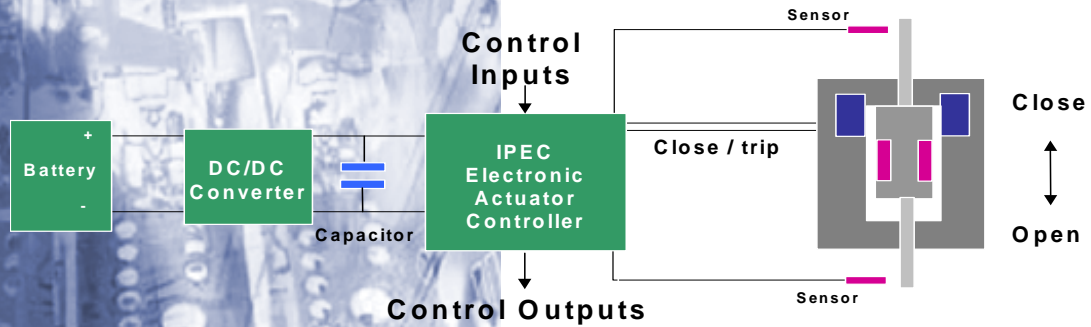 Sensor
Control
Inputs
Close
+
Battery
-
DC/DC
Converter
Capacitor
IPEC
Electronic
Actuator
Controller
Close / trip
Open
Sensor
Control Outputs